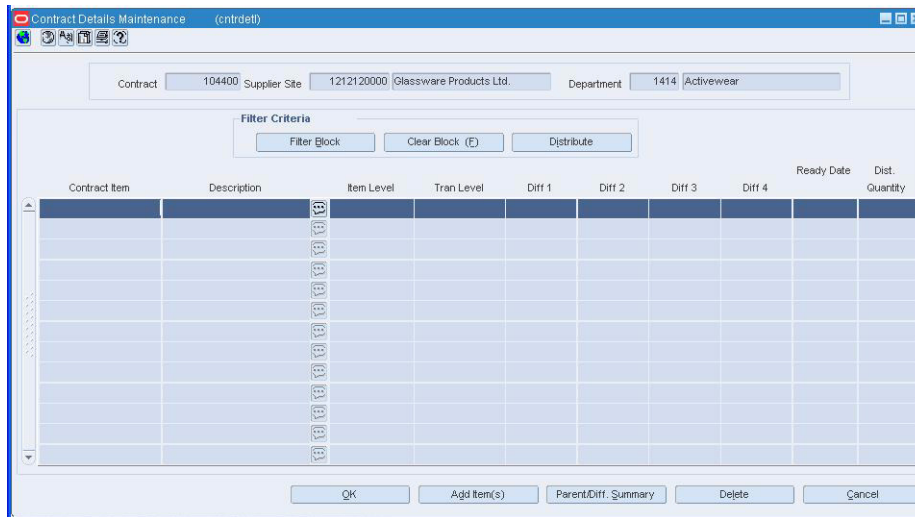 Contract Details Maintenance (cntrdetl)
Contract 104400 Supplier Site 1212120000 Glassware Products Ltd. Department 1414 Activewear
Filter Criteria
Filter Block Clear Block (F) Distribute
Ready Date Dist.
Contract Item Description Item Level Tran Level Diff 1 Diff 2 Diff 3 Diff 4 Quantity
OK Add Item(s) Parent/Diff. Summary Delete Cancel